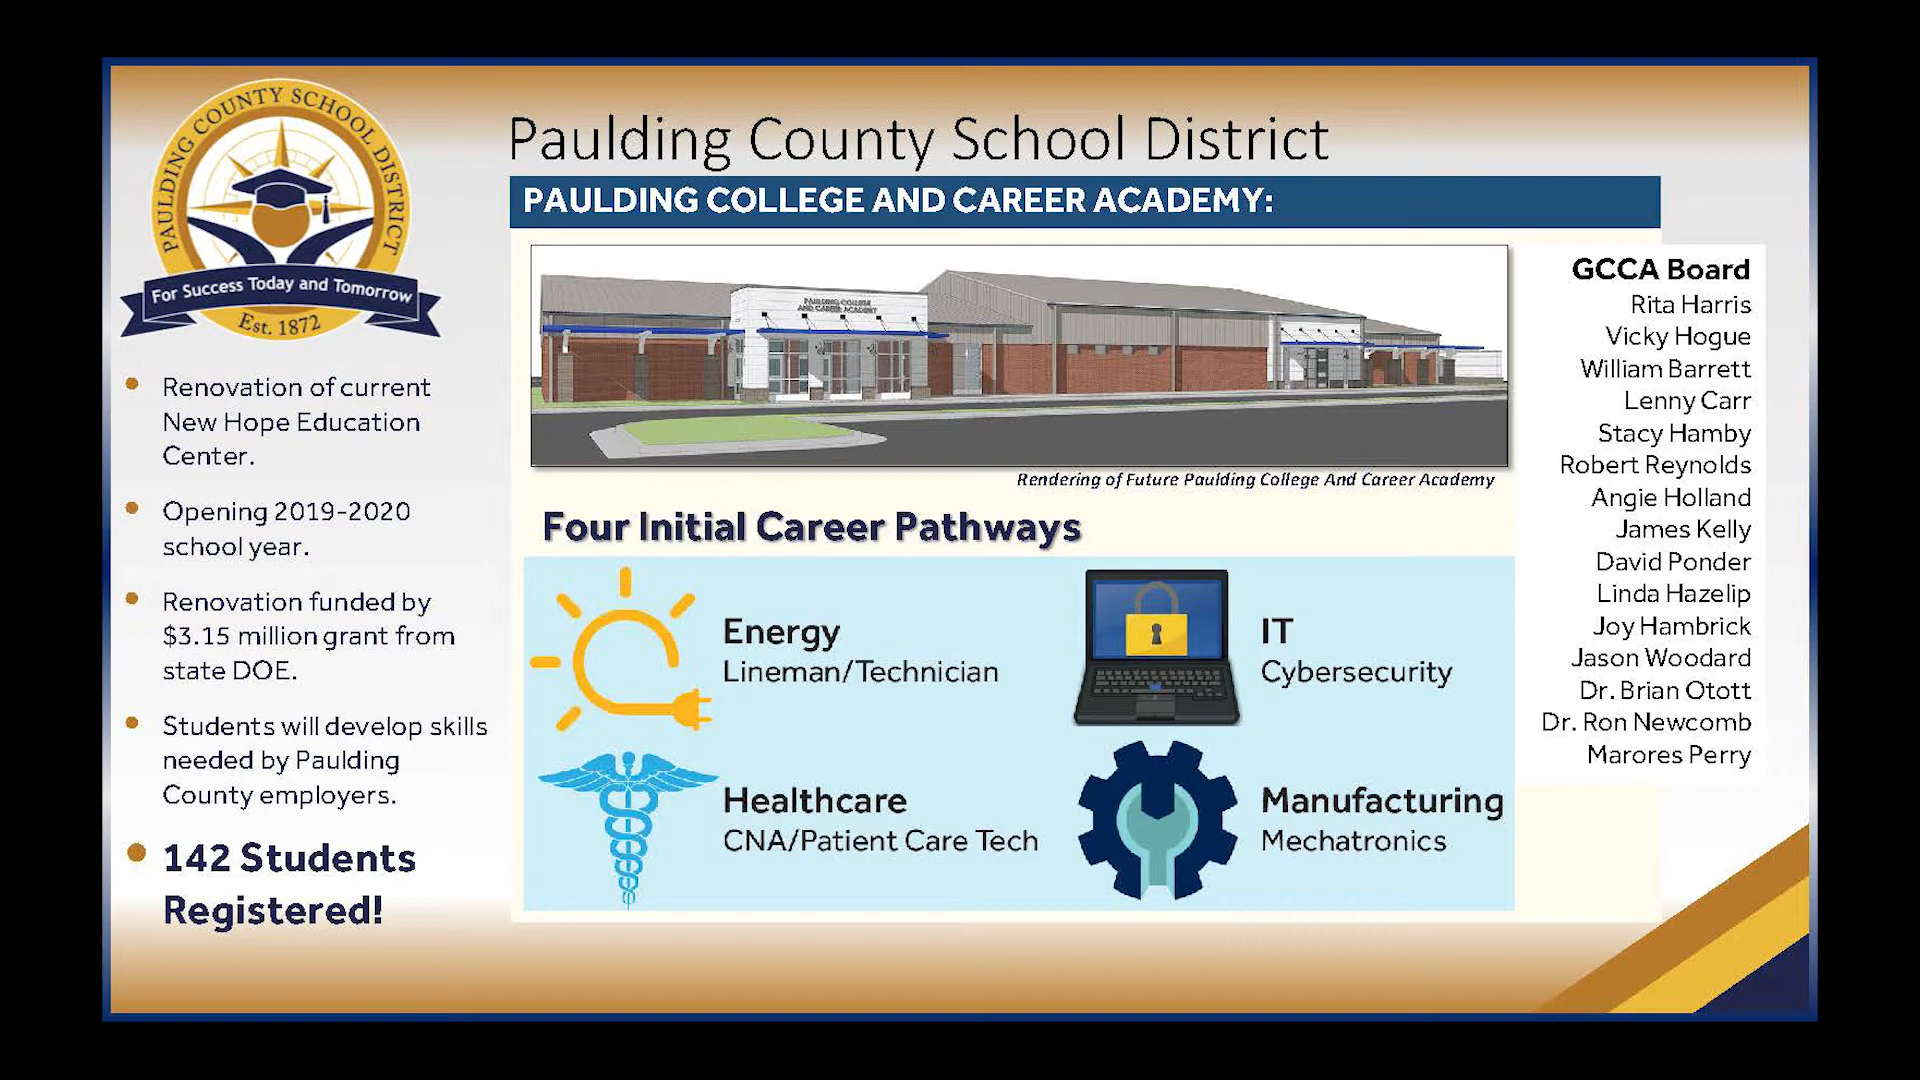 PAULDING COUNTY SCHOOL DISTRICT
For Success Today and Tomorrow
Est. 1872
Paulding County School District
PAULDING COLLEGE AND CAREER ACADEMY:
Renovation of current
New Hope Education
Center.
Opening 2019-2020
school year.
Renovation funded by
$3.15 million grant from
state DOE.
Students will develop skills
needed by Paulding
County employers.
142 Students
Registered!
PAULDING COLLEGE
AND CAREER ACADEMY
Rendering of Future Paulding College And Career Academy
Four Initial Career Pathways
Energy
Lineman/Technician
IT
Cybersecurity
Healthcare
CNA/Patient Care Tech
Manufacturing
Mechatronics
GCCA Board
Rita Harris
Vicky Hogue
William Barrett
Lenny Carr
Stacy Hamby
Robert Reynolds
Angie Holland
James Kelly
David Ponder
Linda Hazelip
Joy Hambrick
Jason Woodard
Dr. Brian Otott
Dr. Ron Newcomb
Marores Perry